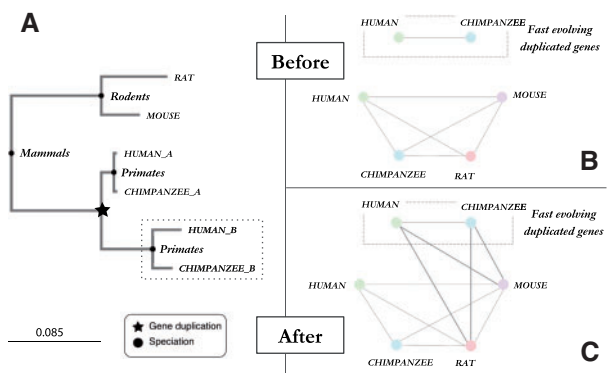 A
RAT
Rodents
MOUSE
Mammals
HUMAN_A
Primates
CHIMPANZEE_A
HUMAN_B
Primates
CHIMPANZEE_B
0.085
Gene duplication
Speciation
Before
HUMAN
CHIMPANZEE
Fast evolving
duplicated genes
HUMAN
MOUSE
CHIMPANZEE
RAT
B
HUMAN
CHIMPANZEE
Fast evolving
duplicated genes
HUMAN
MOUSE
After
CHIMPANZEE
RAT
C